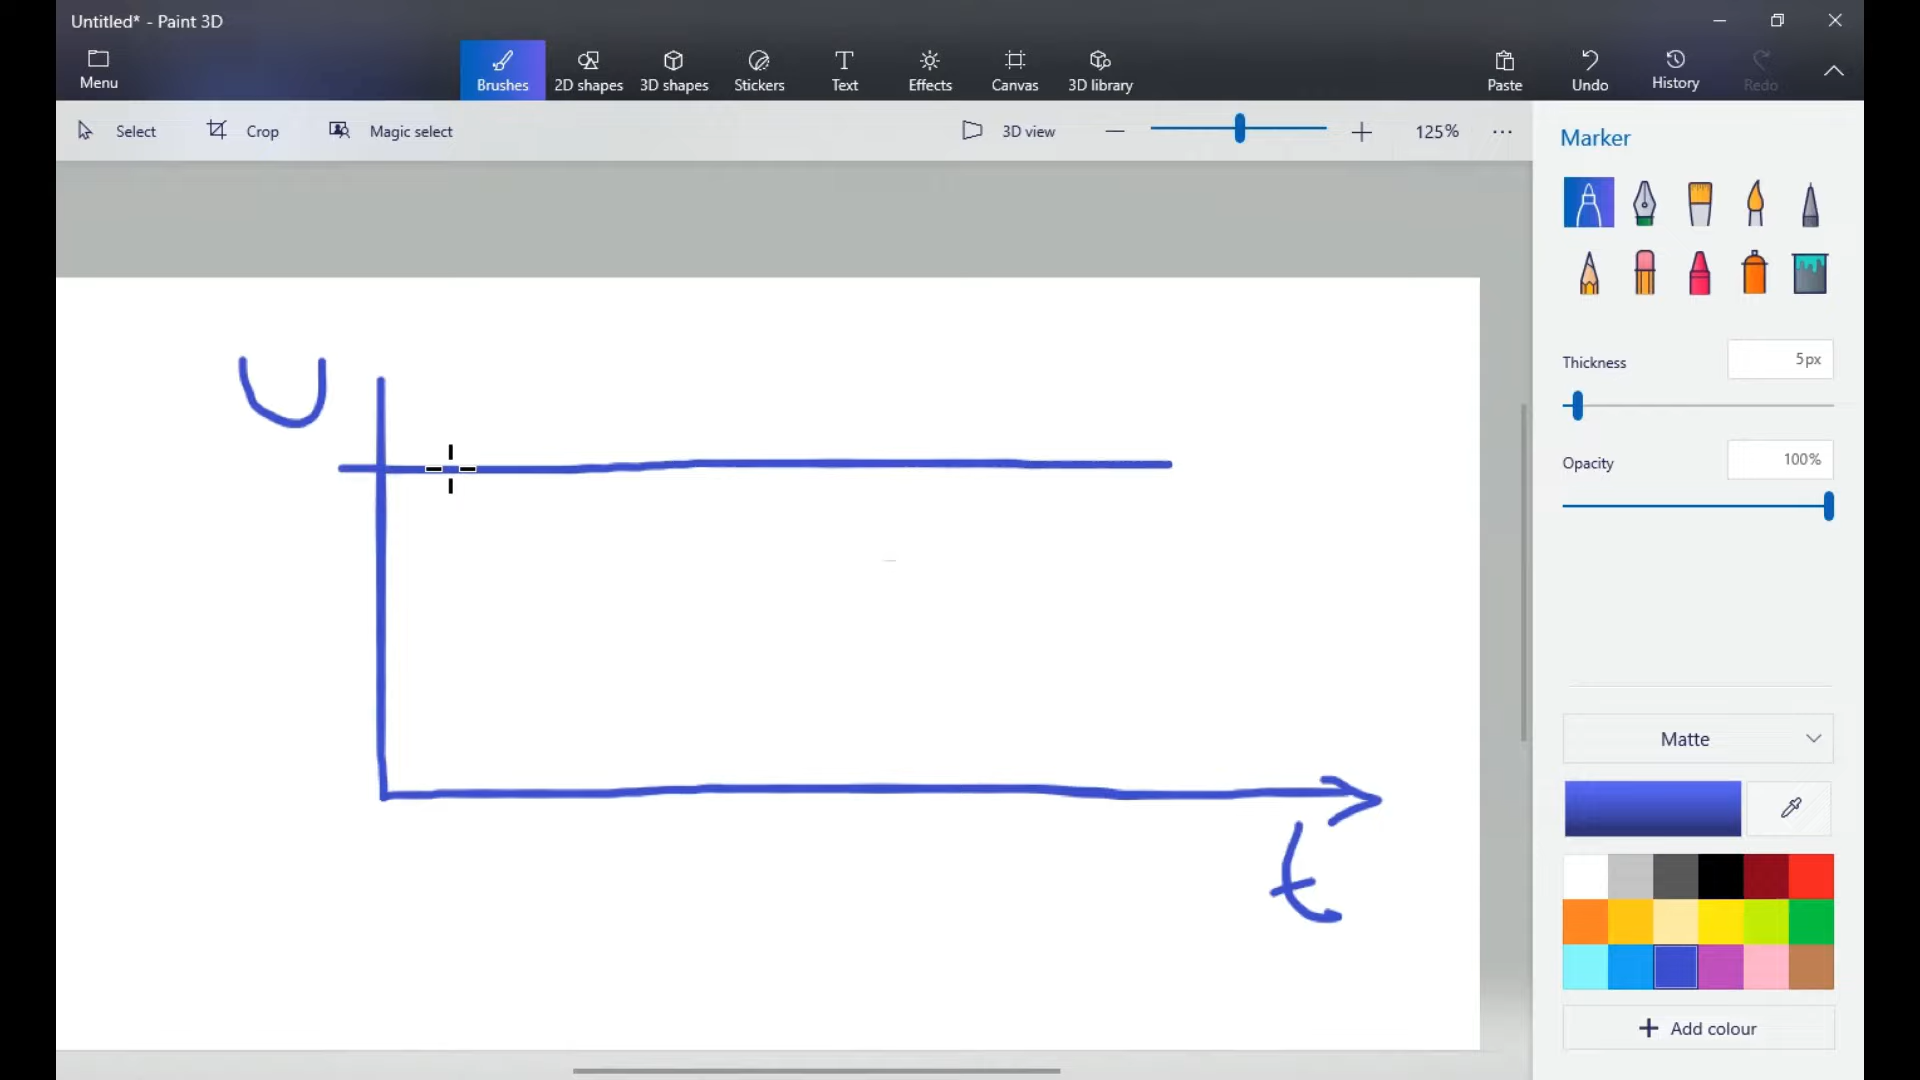 Untitled* - Paint 3D
Menu
Brushes
2D shapes
3D shapes
Stickers
Text
Effects
Canvas
3D library
Paste
Undo
History
Redo
Select
Crop
Magic select
3D view
125%
Marker
Thickness
5px
Opacity
100%
Matte
Add colour
U
t